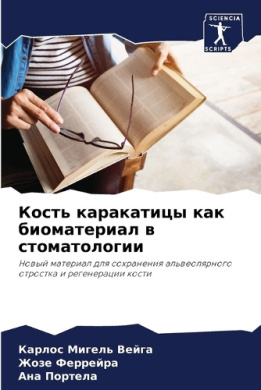 SCIENCIA
SCRIPTS
Кость каракатицы как
биоматериал в
стоматологии
Новый материал для сохранения альвеолярного
отростка и регенерации кости
Карлос Мигель Вейга
Жозе Феррейра
Ана Портела